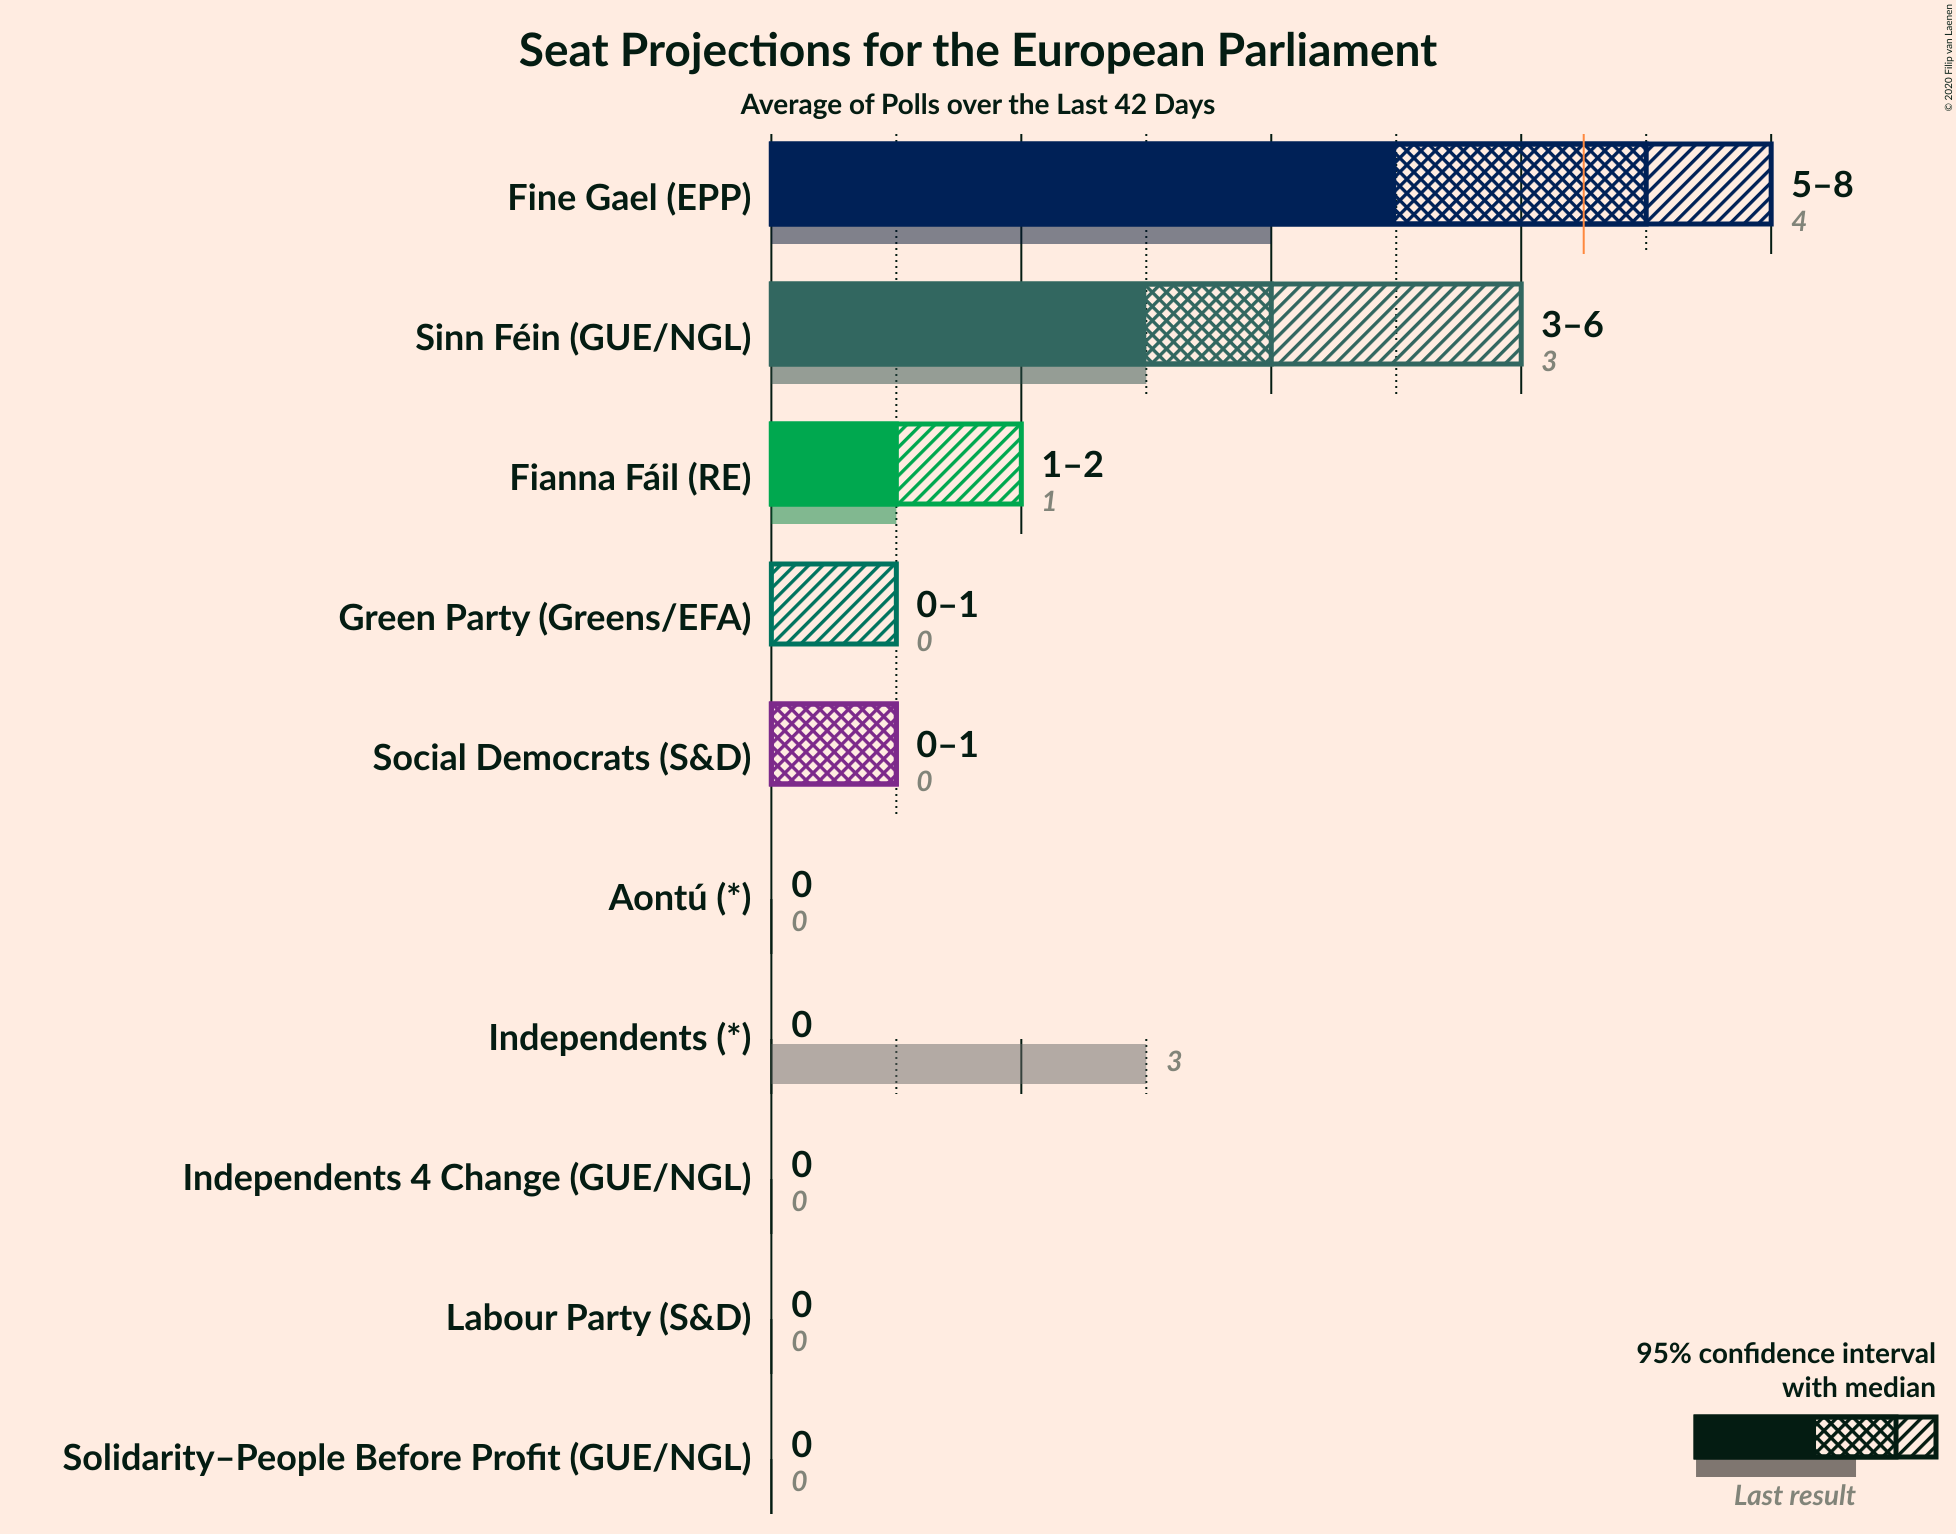 Seat Projections for the European Parliament
Average of Polls over the Last 42 Days
© 2020 Filip van Laenen
Fine Gael (EPP)
5–8
4
Sinn Féin (GUE/NGL)
3–6
3
Fianna Fáil (RE)
1–2
1
Green Party (Greens/EFA)
0–1
0
Social Democrats (S&D)
0–1
0
Aontú (*)
0
0
Independents (*)
0
3
Independents 4 Change (GUE/NGL)
0
0
Labour Party (S&D)
0
0
Solidarity–People Before Profit (GUE/NGL)
0
0
95% confidence interval
with median
Last result